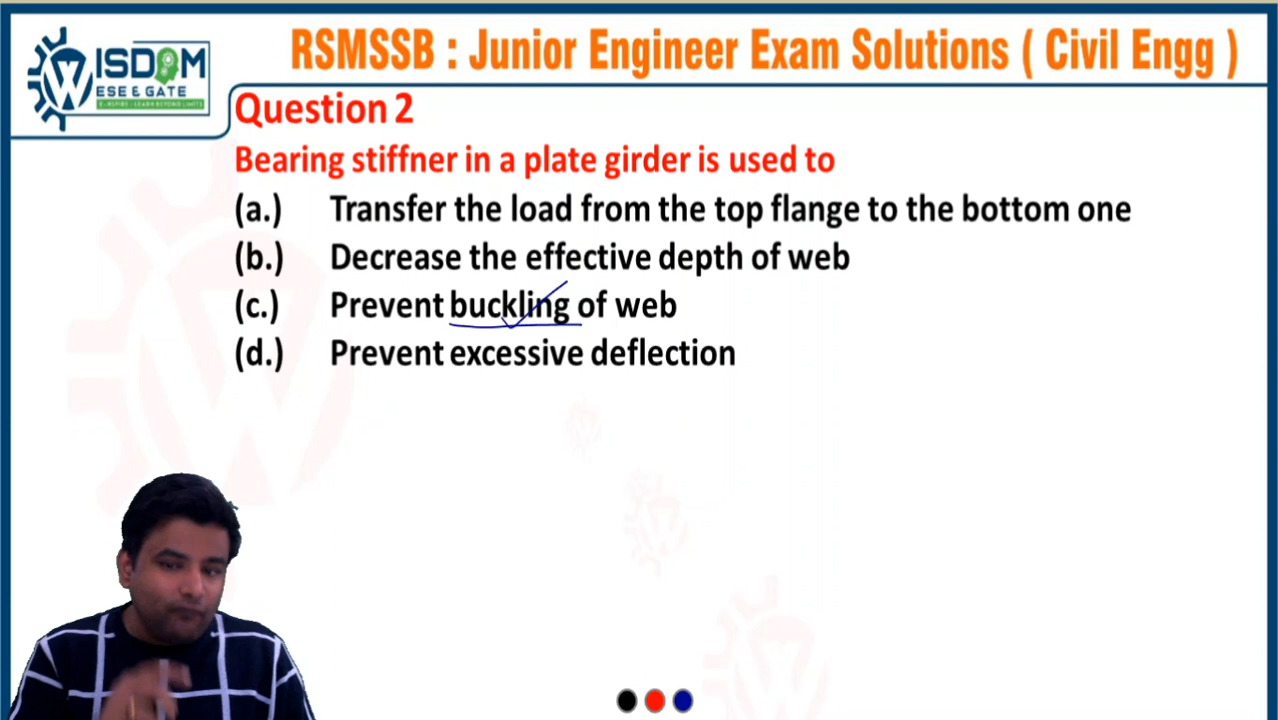 WISDOM
ESE & GATE
RSMSSB : Junior Engineer Exam Solutions ( Civil Engg )
Question 2
Bearing stiffner in a plate girder is used to
(a.) Transfer the load from the top flange to the bottom one
(b.) Decrease the effective depth of web
(c.) Prevent buckling of web
(d.) Prevent excessive deflection